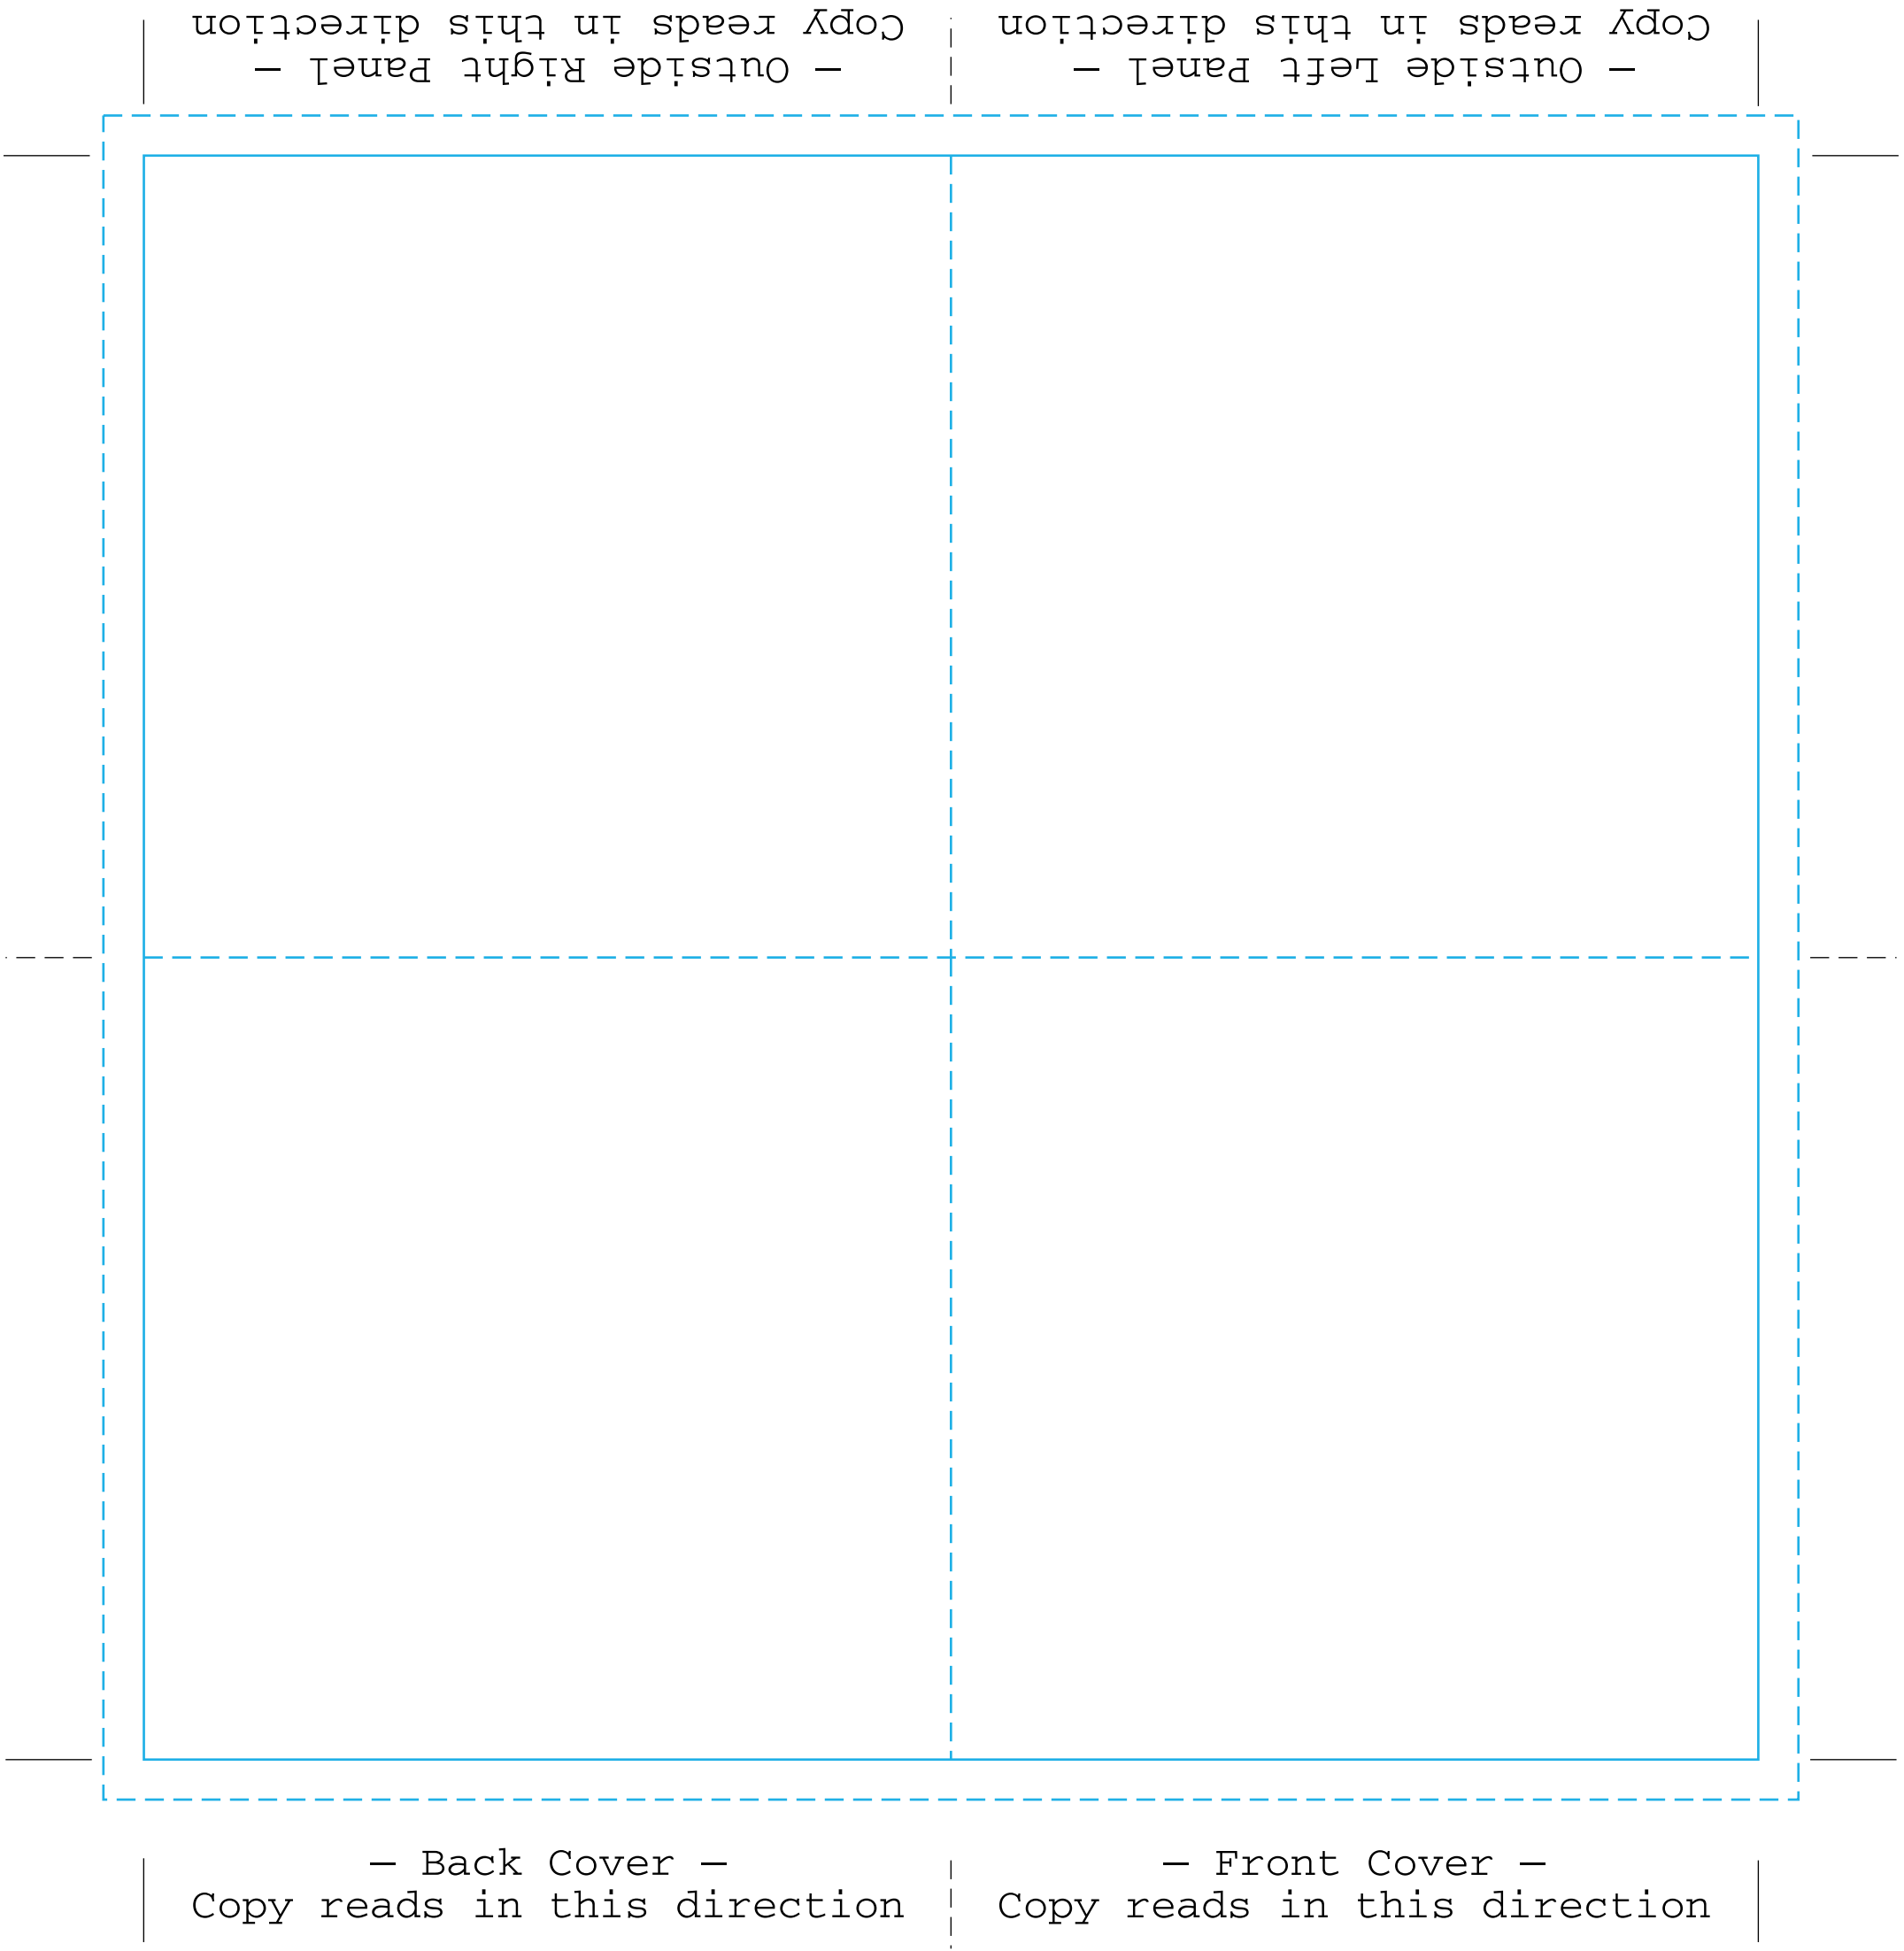 — Outside Right Panel —
Copy reads in this direction
— Outside Left Panel —
Copy reads in this direction
— Back Cover —
Copy reads in this direction
— Front Cover —
Copy reads in this direction